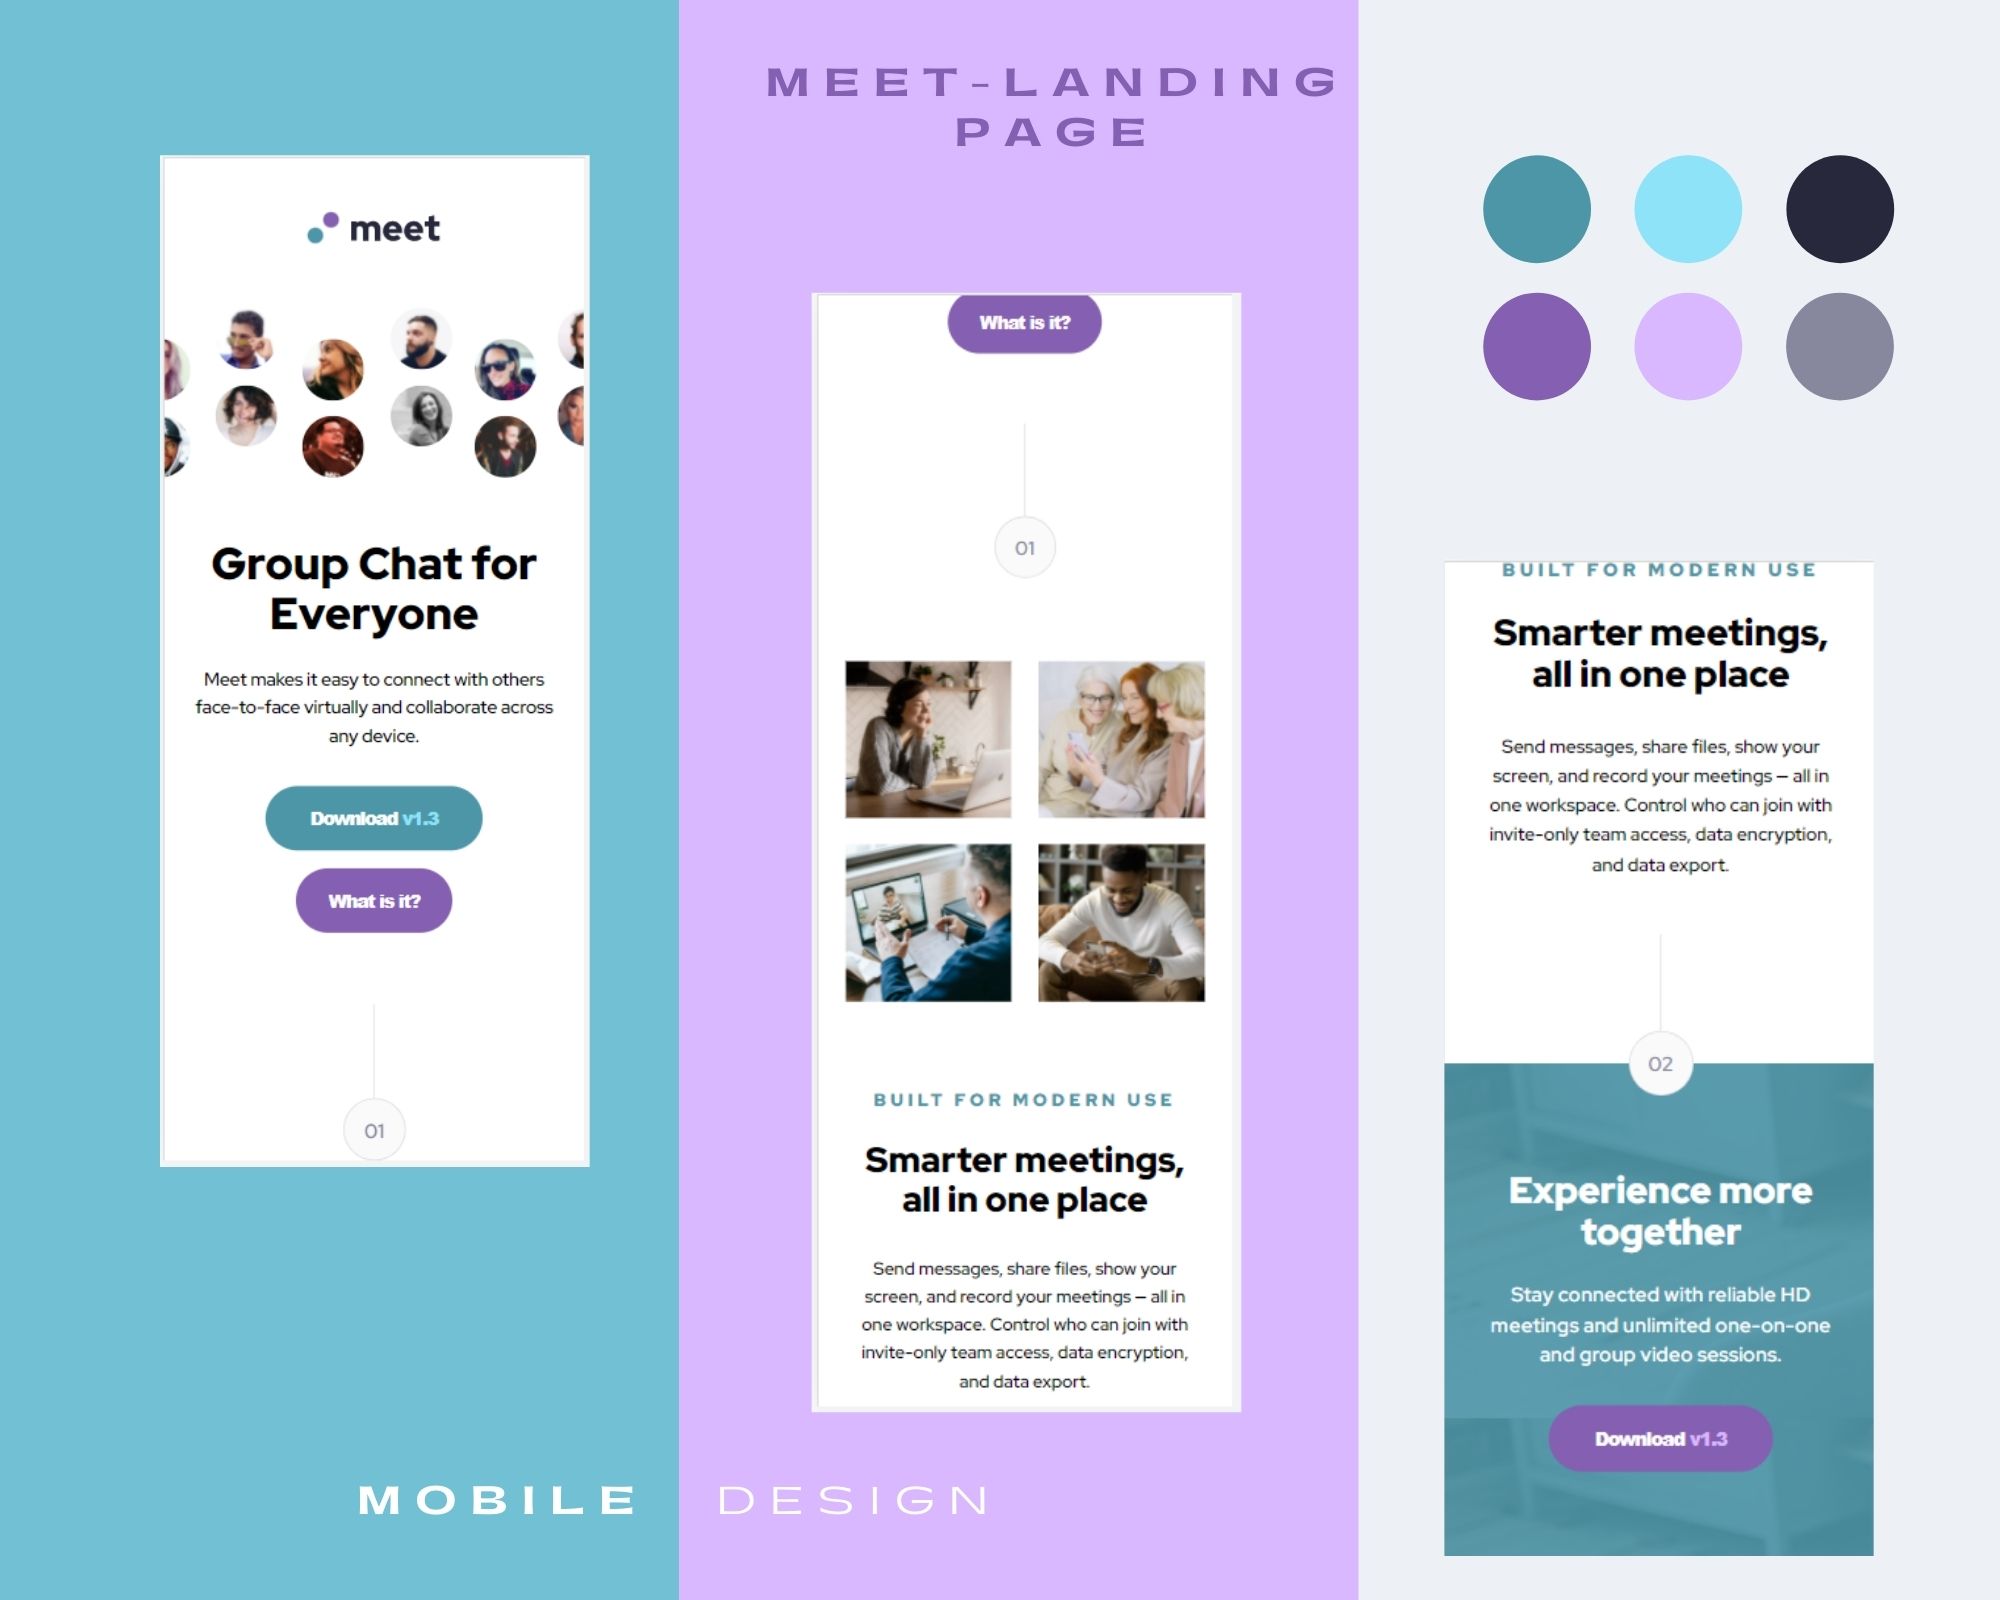 MEET-LANDING
PAGE
meet
Group Chat for
Everyone
Meet makes it easy to connect with others
face-to-face virtually and collaborate across
any device.
Download v1.3
What is it?
01
What is it?
01
BUILT FOR MODERN USE
Smarter meetings,
all in one place
Send messages, share files, show your
screen, and record your meetings – all in
one workspace. Control who can join with
invite-only team access, data encryption,
and data export.
BUILT FOR MODERN USE
Smarter meetings,
all in one place
Send messages, share files, show your
screen, and record your meetings – all in
one workspace. Control who can join with
invite-only team access, data encryption,
and data export.
02
Experience more
together
Stay connected with reliable HD
meetings and unlimited one-on-one
and group video sessions.
Download v1.3
MOBILE DESIGN